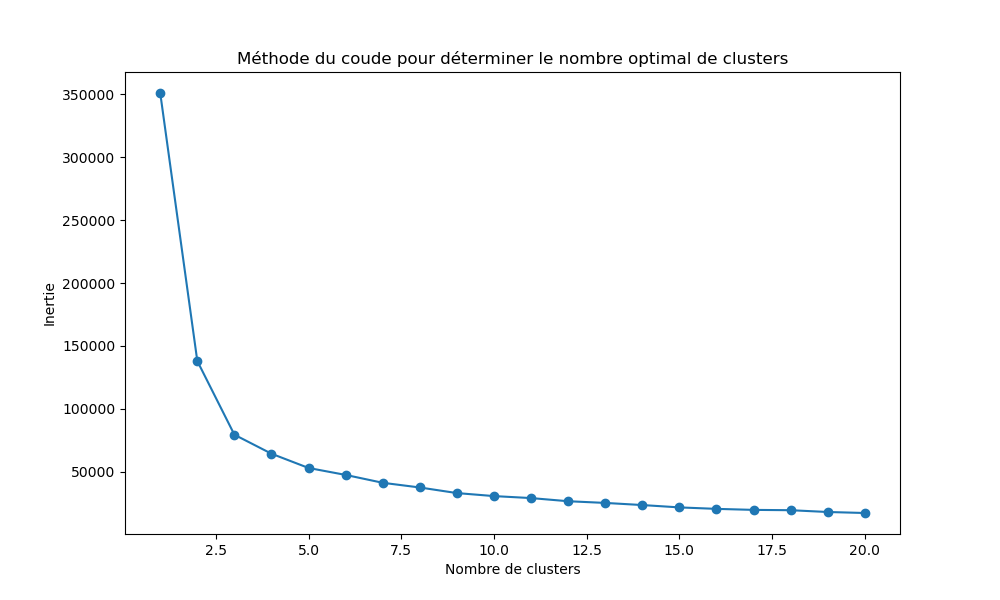 Méthode du coude pour déterminer le nombre optimal de clusters
350000
300000
250000
200000
150000
100000
50000
Inertie
2.5 5.0 7.5 10.0 12.5 15.0 17.5 20.0
Nombre de clusters